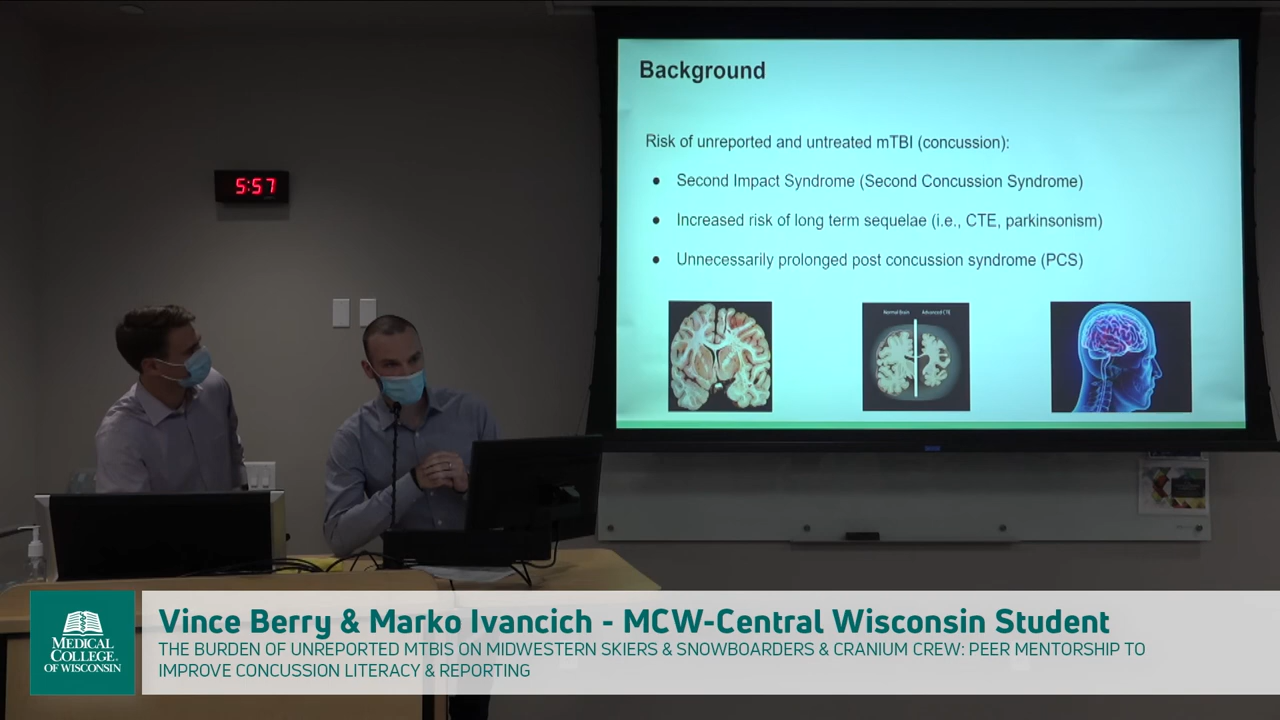 Background
Risk of unreported and untreated mTBI (concussion):
● Second Impact Syndrome (Second Concussion Syndrome)
● Increased risk of long term sequelae (i.e., CTE, parkinsonism)
● Unnecessarily prolonged post concussion syndrome (PCS)
Normal Brain Advanced CTE
5:57
Vince Berry & Marko Ivancich - MCW-Central Wisconsin Student
THE BURDEN OF UNREPORTED MTBIS ON MIDWESTERN SKIERS & SNOWBOARDERS & CRANIUM CREW: PEER MENTORSHIP TO
IMPROVE CONCUSSION LITERACY & REPORTING
MEDICAL
COLLEGE
OF WISCONSIN